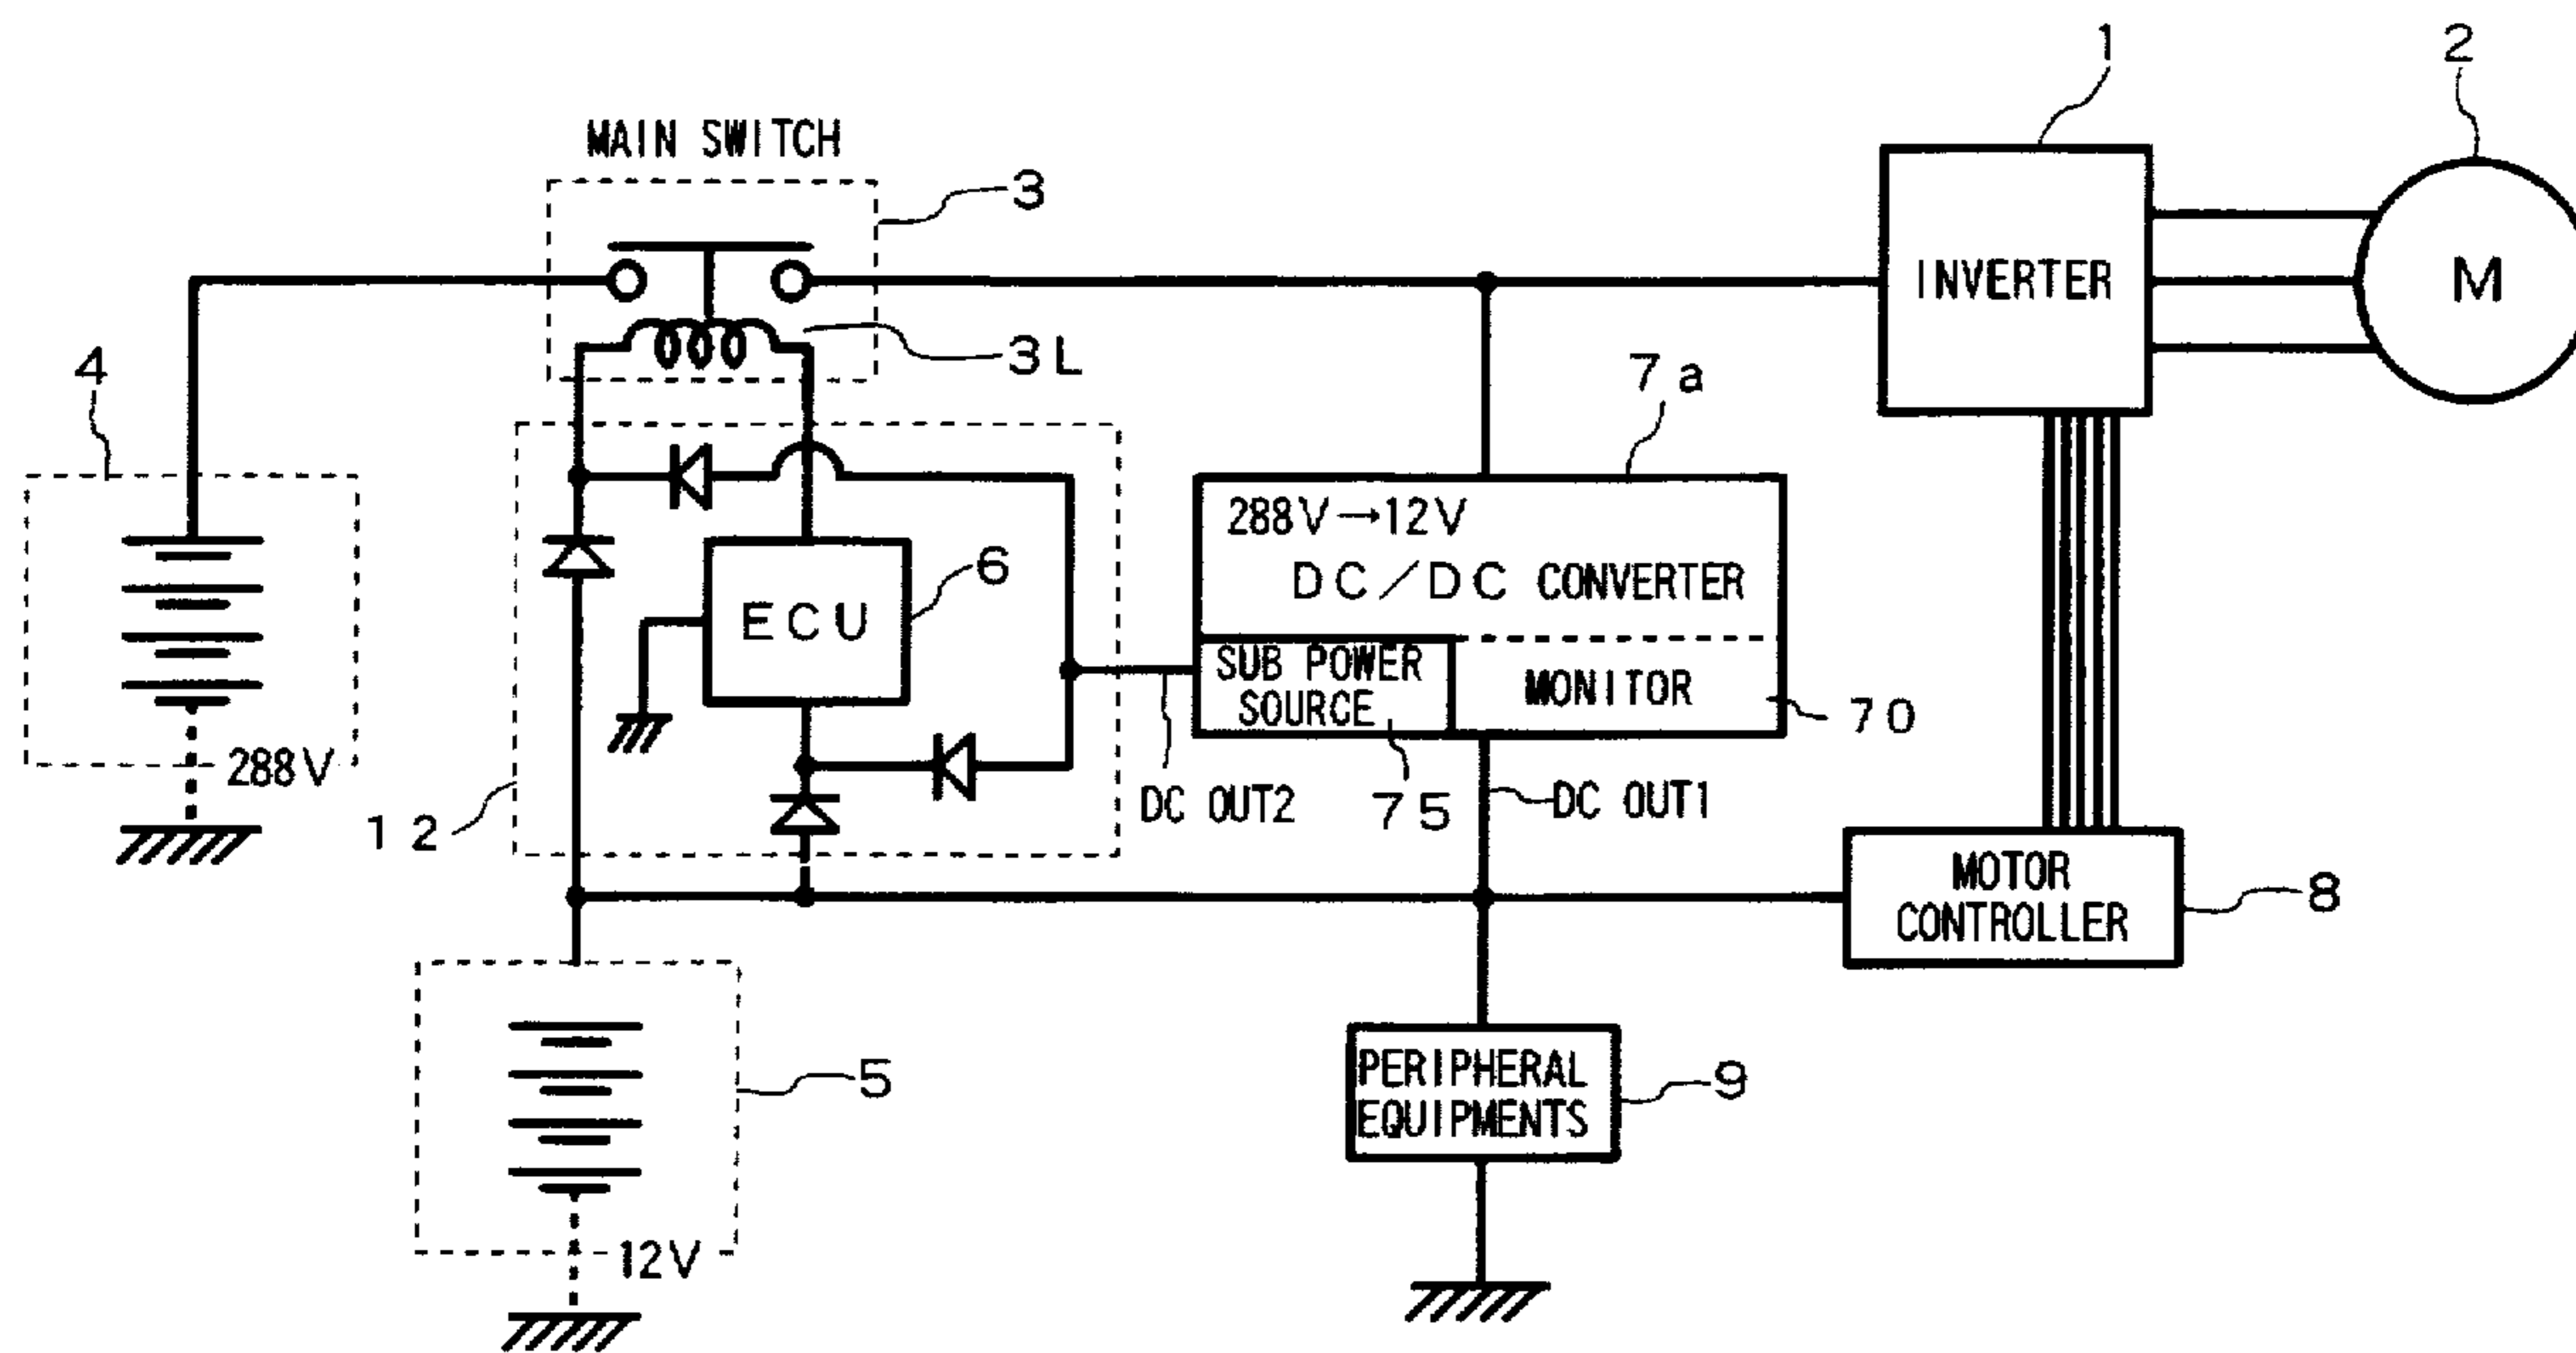 1
2
MAIN SWITCH
3
INVERTER
M
3L
4
7a
288V→12V
DC/DC CONVERTER
6
ECU
SUB POWER
SOURCE
MONITOR
70
288V
DC OUT2
75
DC OUT1
12
MOTOR
CONTROLLER
8
5
PERIPHERAL
EQUIPMENTS
9
12V